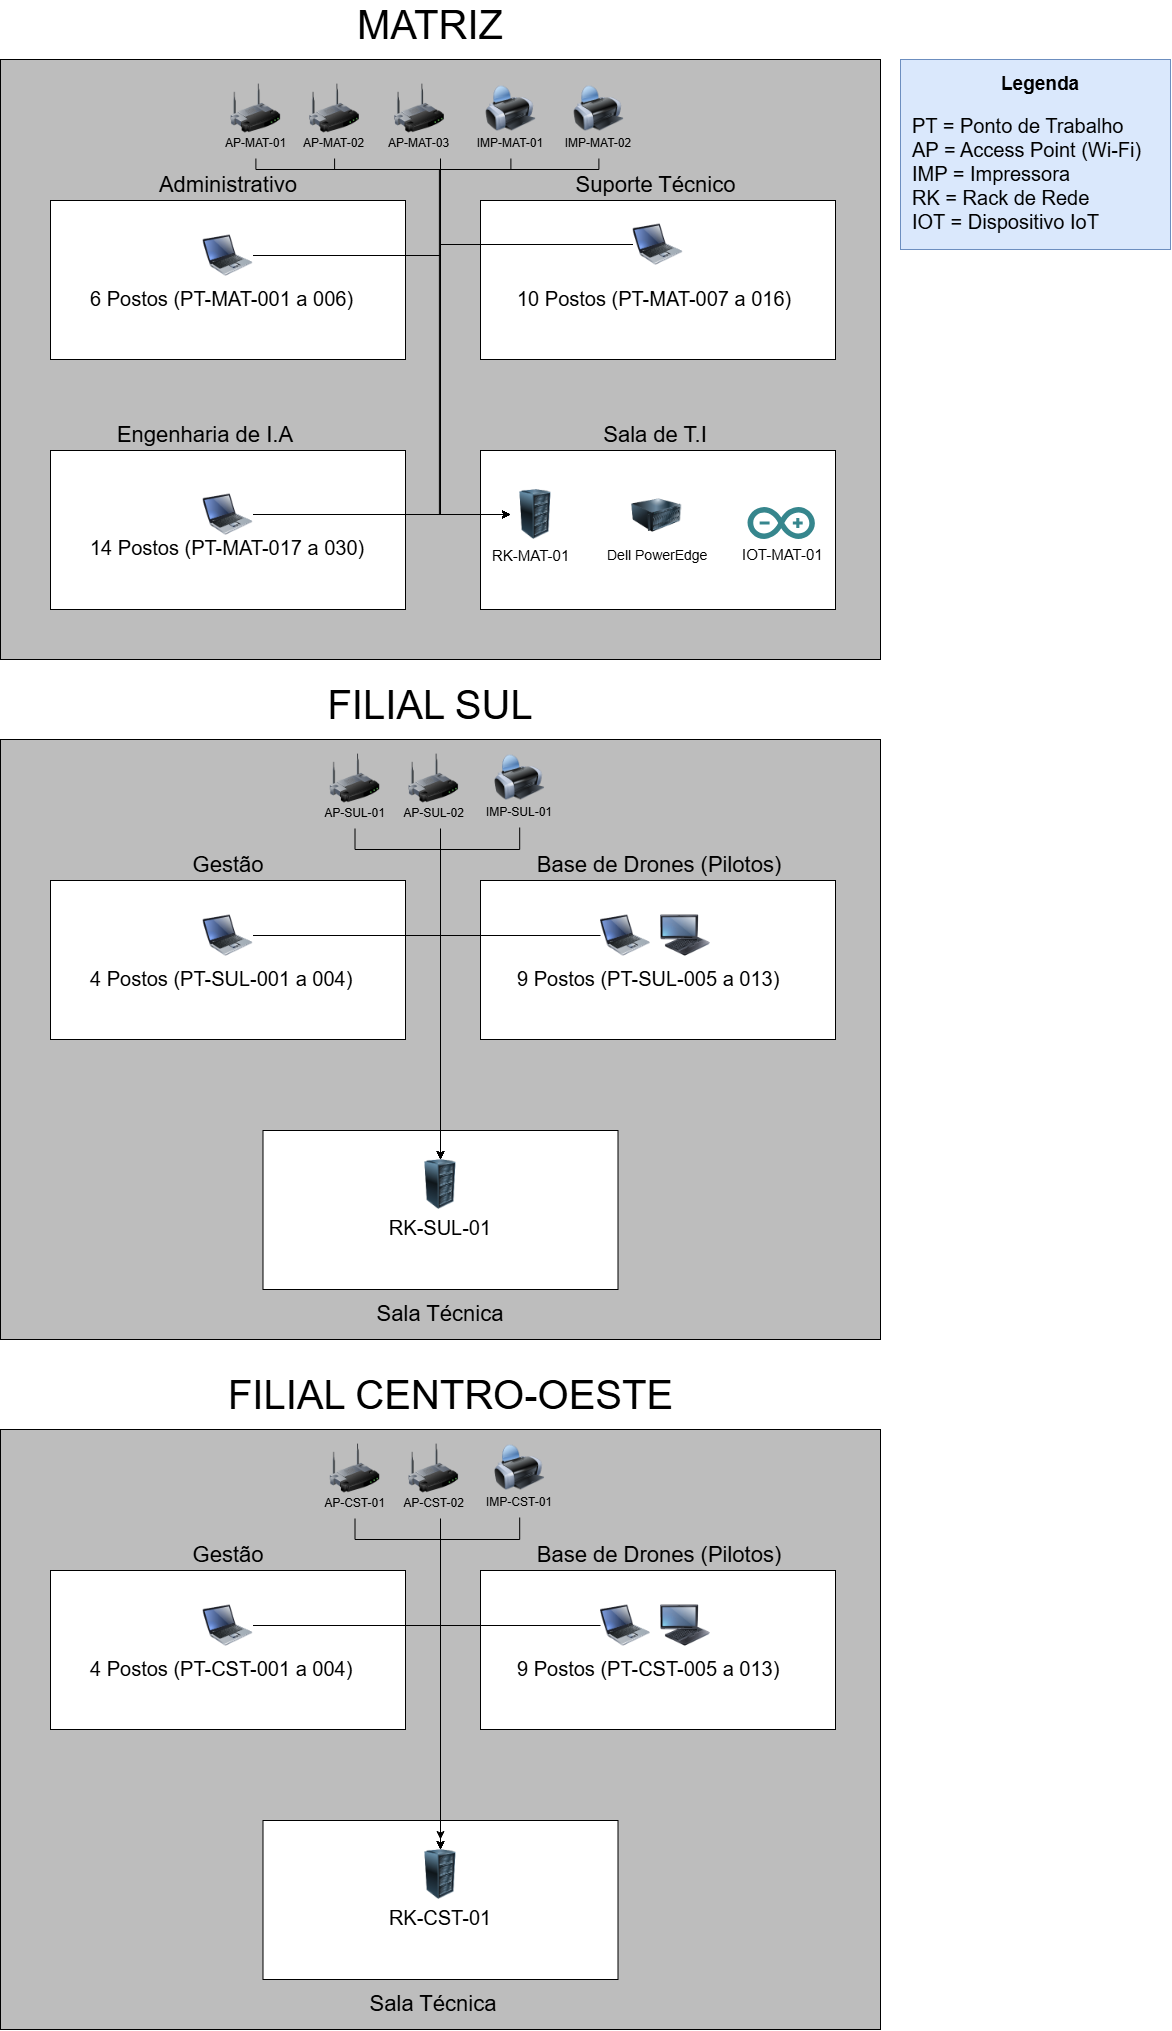 MATRIZ
Legenda
PT = Ponto de Trabalho
AP = Access Point (Wi-Fi)
IMP = Impressora
RK = Rack de Rede
IOT = Dispositivo IoT
AP-MAT-01 AP-MAT-02 AP-MAT-03 IMP-MAT-01 IMP-MAT-02
Administrativo
6 Postos (PT-MAT-001 a 006)
Suporte Técnico
10 Postos (PT-MAT-007 a 016)
Engenharia de I.A
14 Postos (PT-MAT-017 a 030)
Sala de T.I
RK-MAT-01 Dell PowerEdge IOT-MAT-01
FILIAL SUL
AP-SUL-01 AP-SUL-02 IMP-SUL-01
Gestão
4 Postos (PT-SUL-001 a 004)
Base de Drones (Pilotos)
9 Postos (PT-SUL-005 a 013)
RK-SUL-01
Sala Técnica
FILIAL CENTRO-OESTE
AP-CST-01 AP-CST-02 IMP-CST-01
Gestão
4 Postos (PT-CST-001 a 004)
Base de Drones (Pilotos)
9 Postos (PT-CST-005 a 013)
RK-CST-01
Sala Técnica